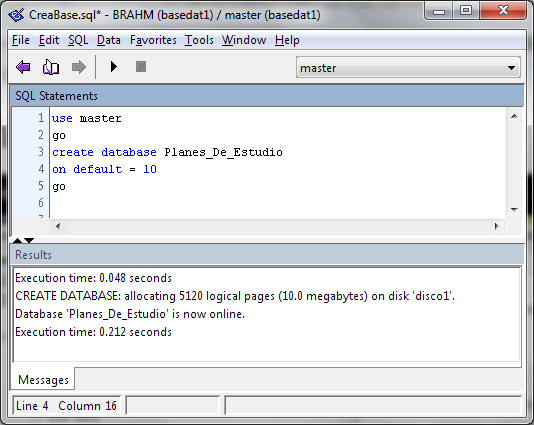 CreaBase.sql* - BRAHM (basedat1) / master (basedat1)
File Edit SQL Data Favorites Tools Window Help
master
SQL Statements
1 use master
2 go
3 create database Planes_De_Estudio
4 on default = 10
5 go
6
7
Results
Execution time: 0.048 seconds
CREATE DATABASE: allocating 5120 logical pages (10.0 megabytes) on disk 'disco1'.
Database 'Planes_De_Estudio' is now online.
Execution time: 0.212 seconds
Messages
Line 4 Column 16